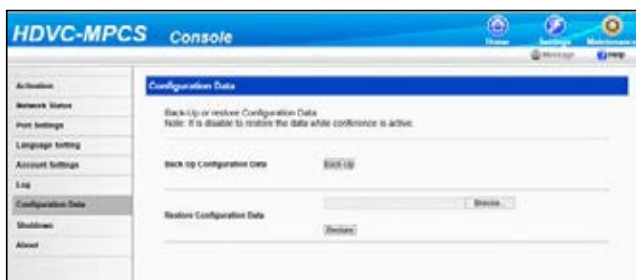 HDVC-MPCS Console
Home Settings Maintenance
Message Help
Activation
Network Status
Port Settings
Language Setting
Account Settings
Log
Configuration Data
Shutdown
About
Configuration Data
Back-Up or restore Configuration Data
Note: It is disable to restore the data while conference is active.
Back Up Configuration Data Back Up
Browse...
Restore Configuration Data
Restore